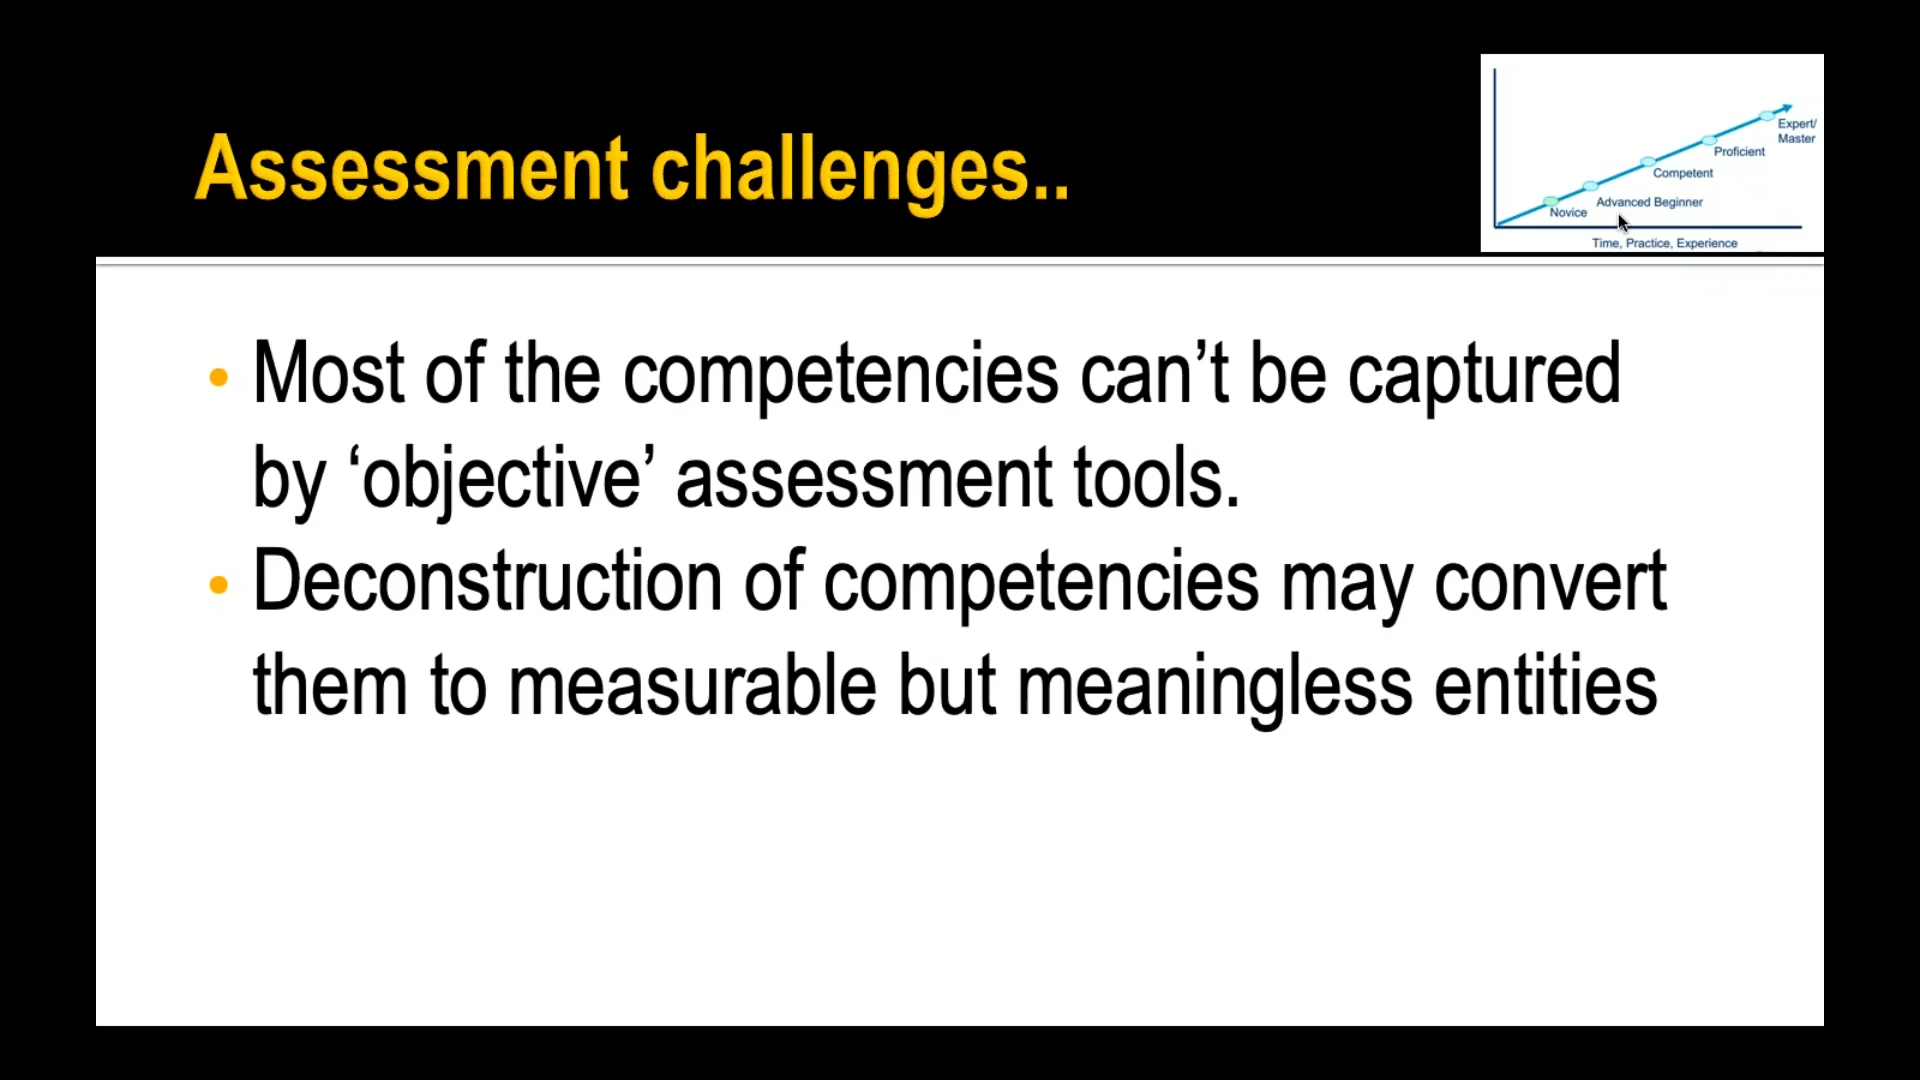 Assessment challenges..
Expert/
Master
Proficient
Competent
Advanced Beginner
Novice
Time, Practice, Experience
• Most of the competencies can’t be captured
by ‘objective’ assessment tools.
• Deconstruction of competencies may convert
them to measurable but meaningless entities